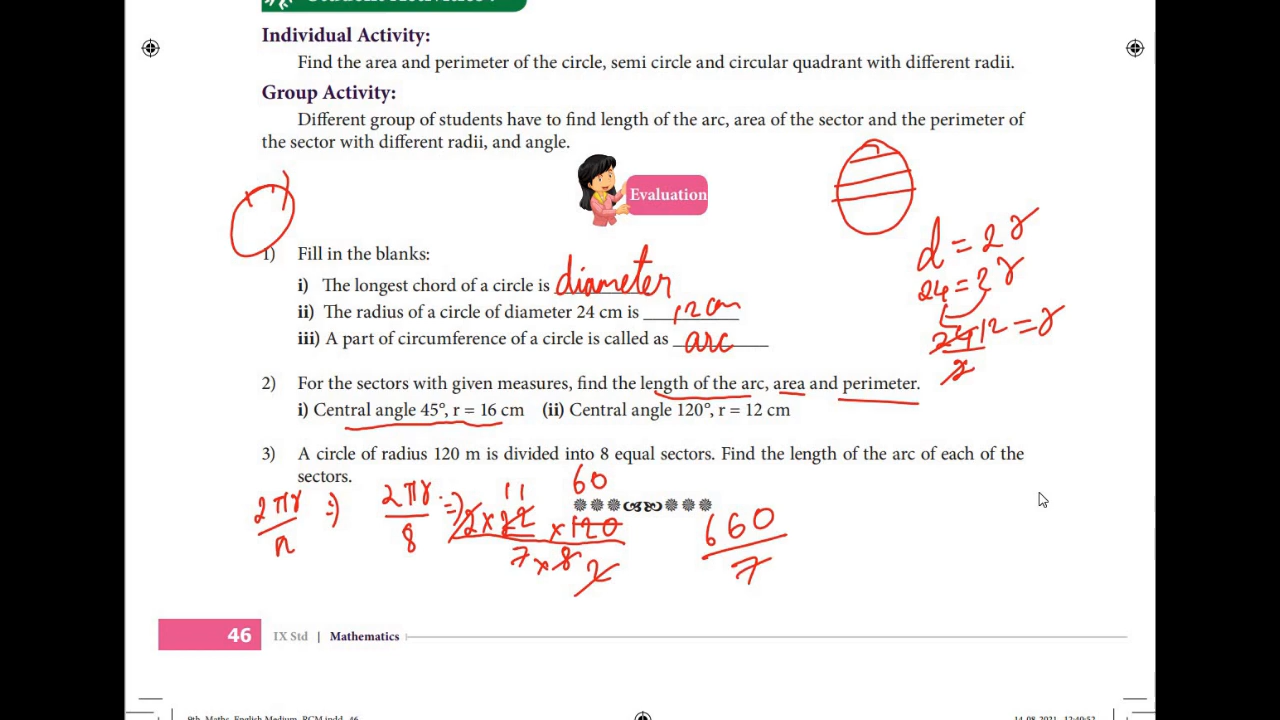 Individual Activity:
Find the area and perimeter of the circle, semi circle and circular quadrant with different radii.
Group Activity:
Different group of students have to find length of the arc, area of the sector and the perimeter of
the sector with different radii, and angle.
Evaluation
1) Fill in the blanks:
i) The longest chord of a circle is diameter
ii) The radius of a circle of diameter 24 cm is 12 cm
iii) A part of circumference of a circle is called as arc
d = 2r
24 = 2r
24/2 12 = r
2) For the sectors with given measures, find the length of the arc, area and perimeter.
i) Central angle 45°, r = 16 cm (ii) Central angle 120°, r = 12 cm
3) A circle of radius 120 m is divided into 8 equal sectors. Find the length of the arc of each of the
sectors.
11 60
2πr/n ⇒ 2πr/8 ⇒ 2 × 22 × 120 / 7 × 8 2
660/7
46 IX Std | Mathematics